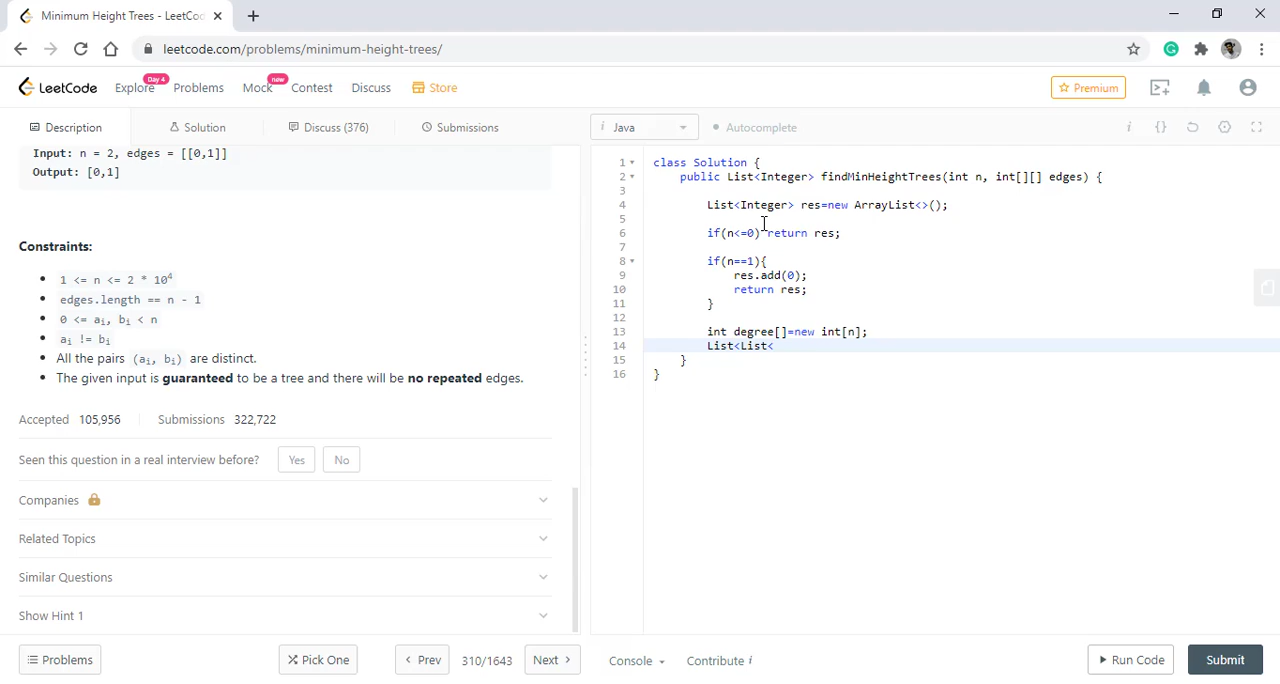 Minimum Height Trees - LeetCo
leetcode.com/problems/minimum-height-trees/
LeetCode
Explore Day 4 Problems Mock new Contest Discuss Store Premium
Description Solution Discuss (376) Submissions
Input: n = 2, edges = [[0,1]]
Output: [0,1]
Constraints:
1 <= n <= 2 * 10⁴
edges.length == n - 1
0 <= aᵢ, bᵢ < n
aᵢ != bᵢ
All the pairs (aᵢ, bᵢ) are distinct.
The given input is guaranteed to be a tree and there will be no repeated edges.
Accepted 105,956 Submissions 322,722
Seen this question in a real interview before? Yes No
Companies
Related Topics
Similar Questions
Show Hint 1
Problems Pick One Prev 310/1643 Next
i Java Autocomplete i {}
1 class Solution {
2 public List<Integer> findMinHeightTrees(int n, int[][] edges) {
3
4 List<Integer> res=new ArrayList<>();
5
6 if(n<=0) return res;
7
8 if(n==1){
9 res.add(0);
10 return res;
11 }
12
13 int degree[]=new int[n];
14 List<List<
15 }
16 }
Console Contribute i Run Code Submit